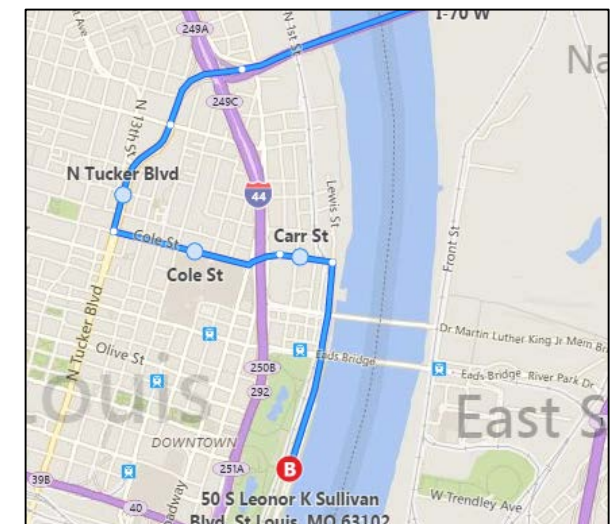 I-70 W
249A
N 1st St
Na
249C
N 13th St
N Tucker Blvd
44
Lewis St
Cole St
Carr St
Cole St
Front St
N Tucker Blvd
Dr Martin Luther King Jr Mem Br
Olive St
Eads Bridge
250B
Eads Bridge
River Park Dr
292
Louis
East S
DOWNTOWN
251A
B
39B
50 S Leonor K Sullivan
Blvd, St Louis, MO 63102
W Trendley Ave
40